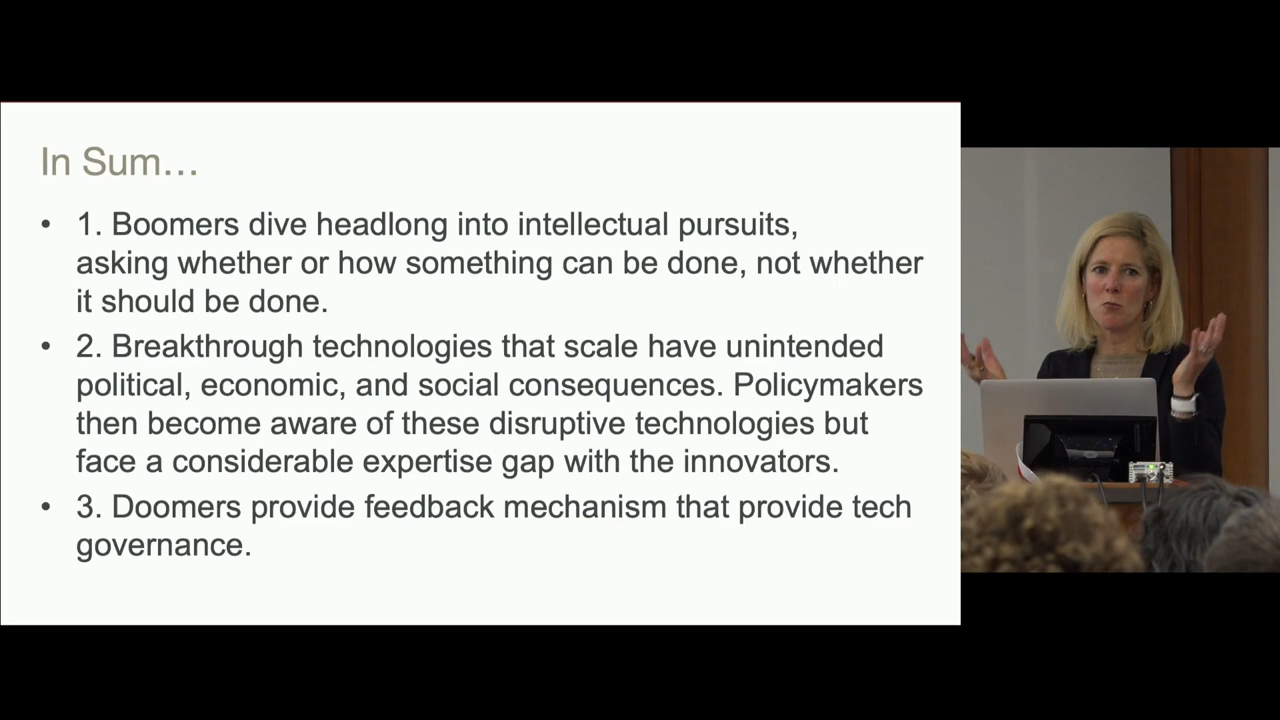 In Sum…
• 1. Boomers dive headlong into intellectual pursuits,
asking whether or how something can be done, not whether
it should be done.
• 2. Breakthrough technologies that scale have unintended
political, economic, and social consequences. Policymakers
then become aware of these disruptive technologies but
face a considerable expertise gap with the innovators.
• 3. Doomers provide feedback mechanism that provide tech
governance.